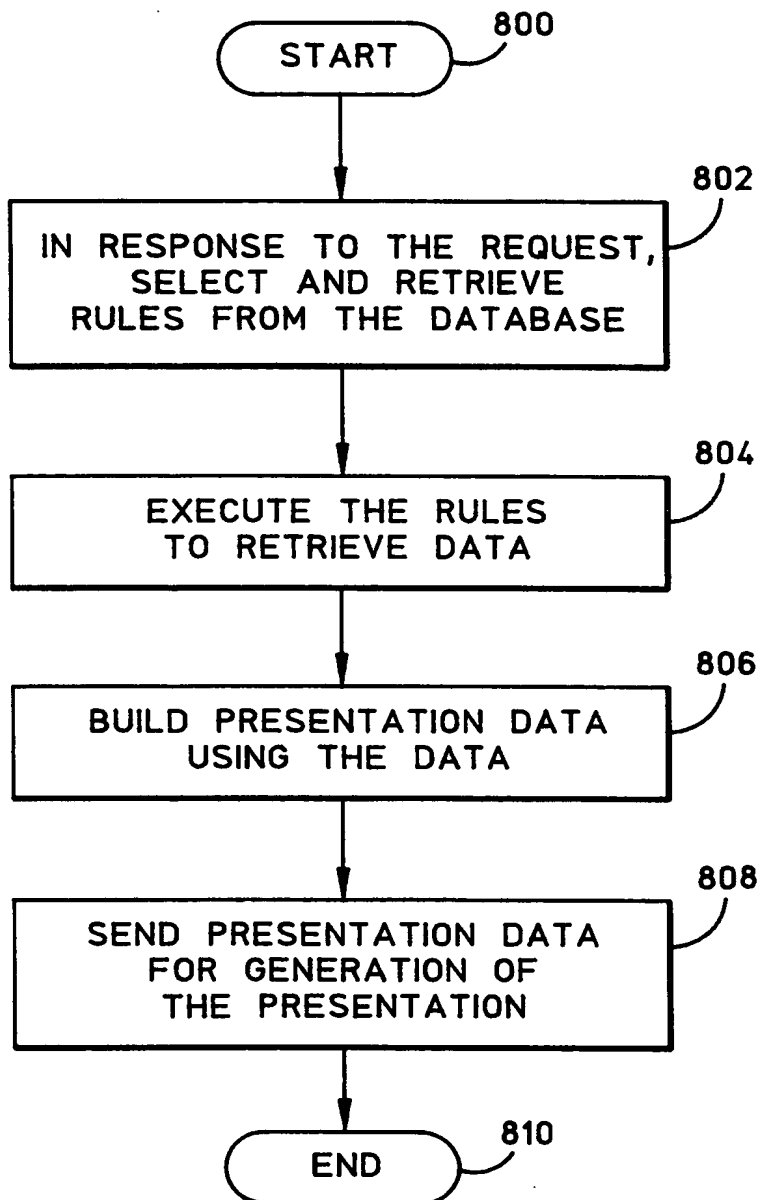 800
START
802
IN RESPONSE TO THE REQUEST,
SELECT AND RETRIEVE
RULES FROM THE DATABASE
804
EXECUTE THE RULES
TO RETRIEVE DATA
806
BUILD PRESENTATION DATA
USING THE DATA
808
SEND PRESENTATION DATA
FOR GENERATION OF
THE PRESENTATION
810
END